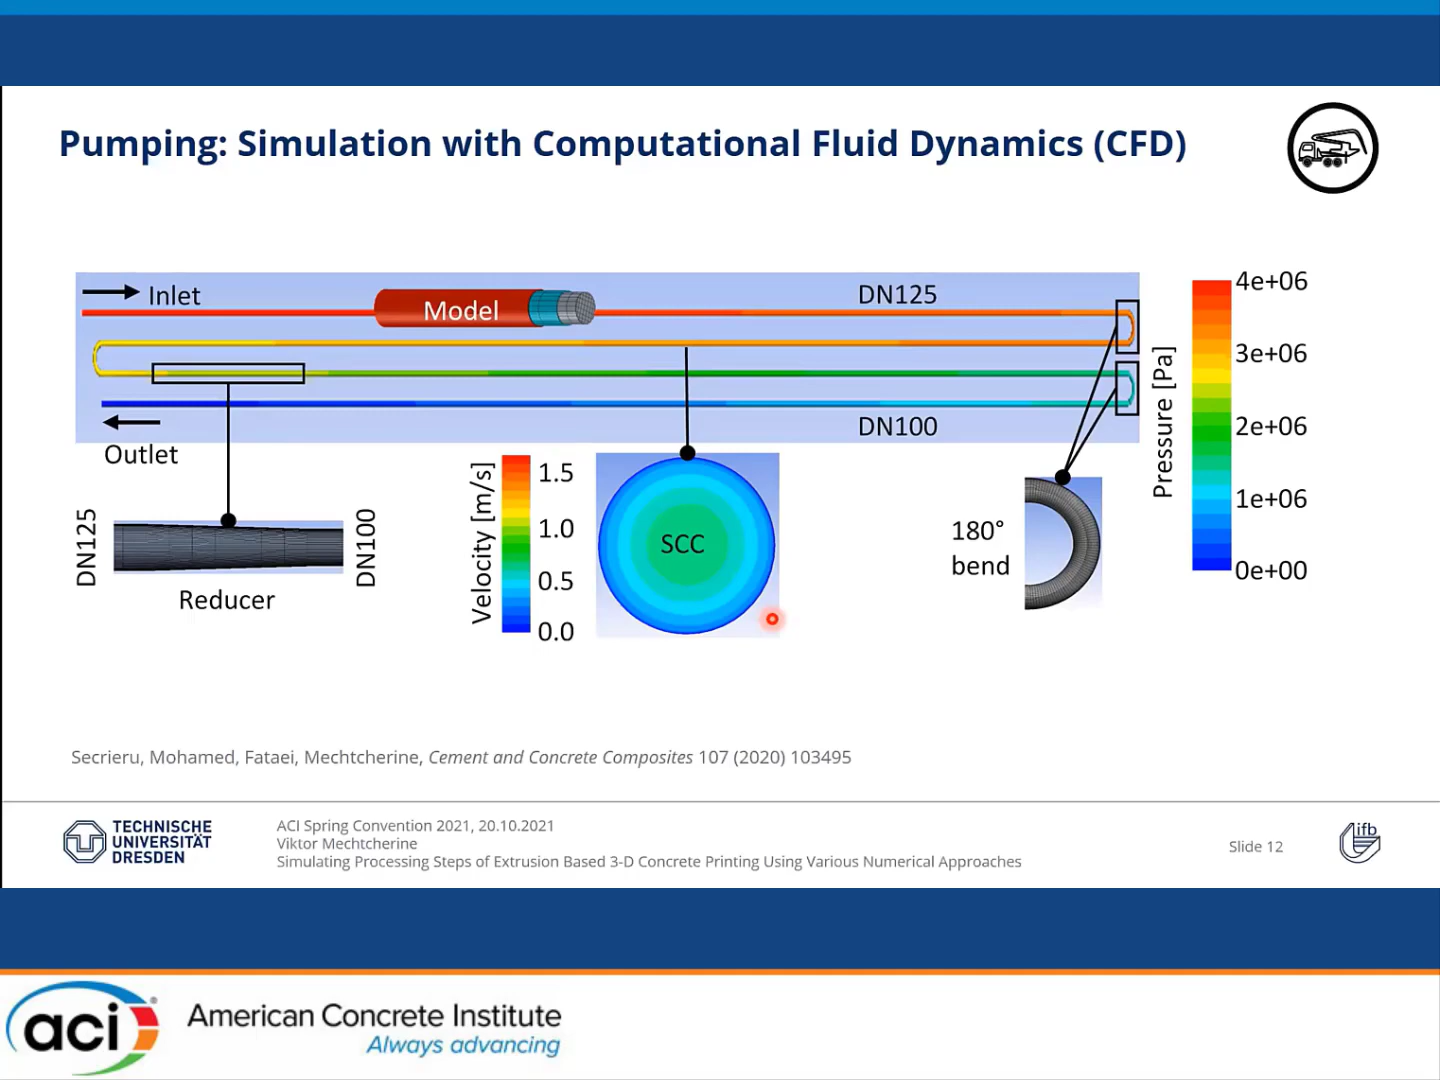 Pumping: Simulation with Computational Fluid Dynamics (CFD)
Inlet
Model
DN125
DN100
Outlet
Pressure [Pa]
4e+06
3e+06
2e+06
1e+06
0e+00
DN125
DN100
Reducer
Velocity [m/s]
1.5
1.0
0.5
0.0
SCC
180°
bend
Secrieru, Mohamed, Fataei, Mechtcherine, Cement and Concrete Composites 107 (2020) 103495
TECHNISCHE
UNIVERSITÄT
DRESDEN
ACI Spring Convention 2021, 20.10.2021
Viktor Mechtcherine
Simulating Processing Steps of Extrusion Based 3-D Concrete Printing Using Various Numerical Approaches
Slide 12
ifb
aci
American Concrete Institute
Always advancing